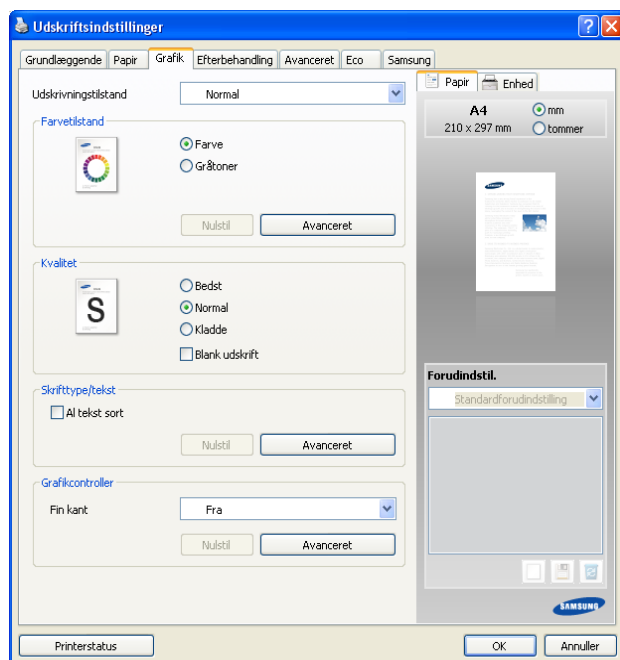 Udskriftsindstillinger
Grundlæggende Papir Grafik Efterbehandling Avanceret Eco Samsung
Udskrivningstilstand Normal
Farvetilstand
Farve
Gråtoner
Nulstil Avanceret
Kvalitet
S
Bedst
Normal
Kladde
Blank udskrift
Skrifttype/tekst
Al tekst sort
Nulstil Avanceret
Grafikcontroller
Fin kant Fra
Nulstil Avanceret
Papir Enhed
A4
210 x 297 mm
mm
tommer
Forudindstil.
Standardforudindstilling
SAMSUNG
Printerstatus OK Annuller